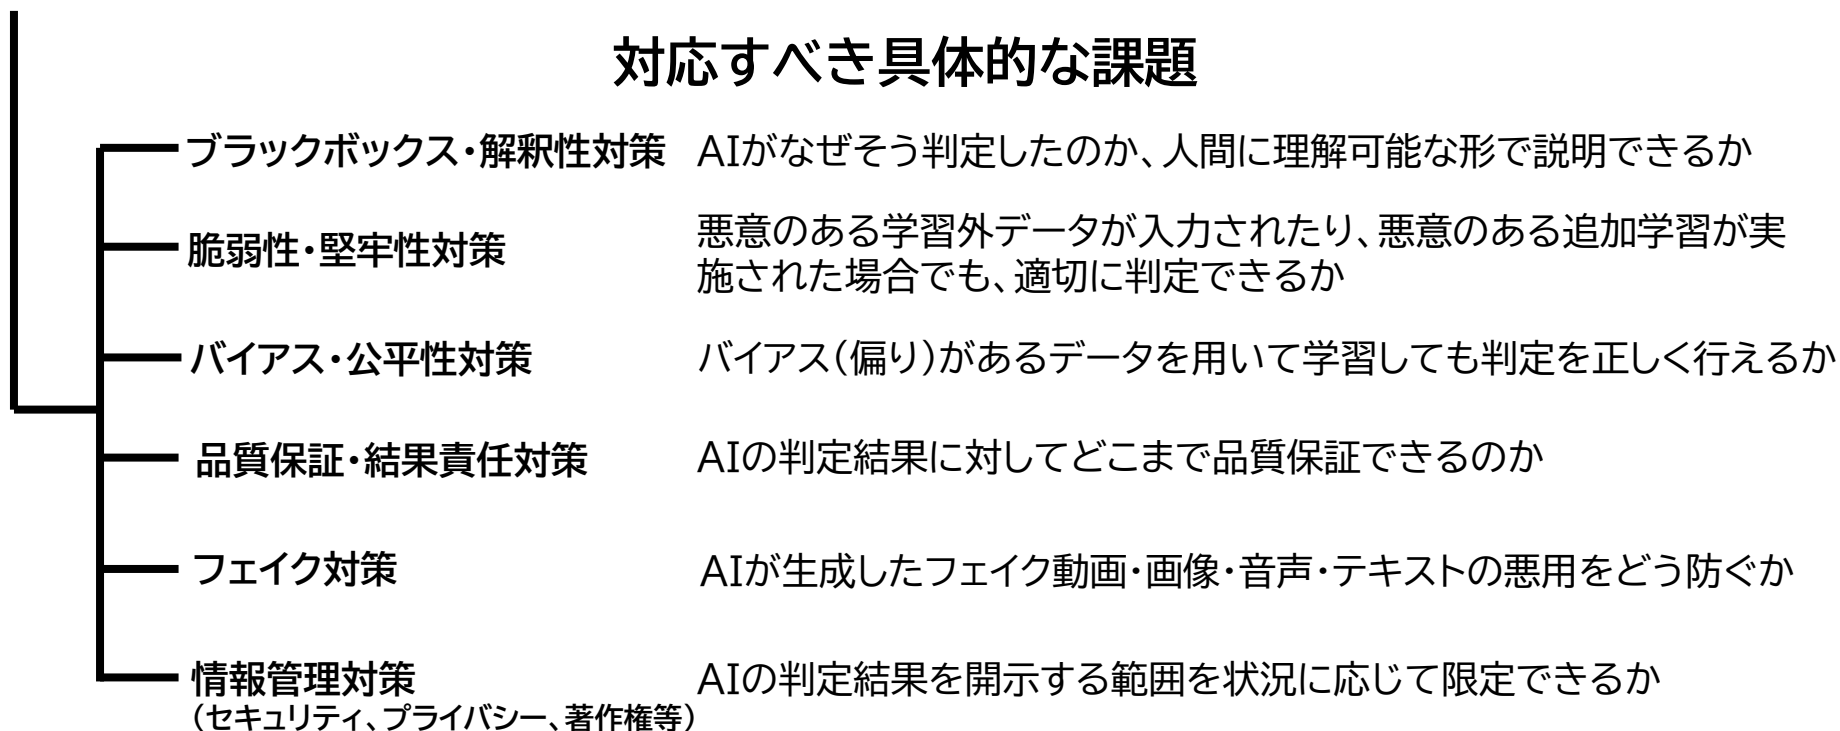 対応すべき具体的な課題
ブラックボックス・解釈性対策 AIがなぜそう判定したのか、人間に理解可能な形で説明できるか
脆弱性・堅牢性対策 悪意のある学習外データが入力されたり、悪意のある追加学習が実
施された場合でも、適切に判定できるか
バイアス・公平性対策 バイアス(偏り)があるデータを用いて学習しても判定を正しく行えるか
品質保証・結果責任対策 AIの判定結果に対してどこまで品質保証できるのか
フェイク対策 AIが生成したフェイク動画・画像・音声・テキストの悪用をどう防ぐか
情報管理対策 AIの判定結果を開示する範囲を状況に応じて限定できるか
(セキュリティ、プライバシー、著作権等)